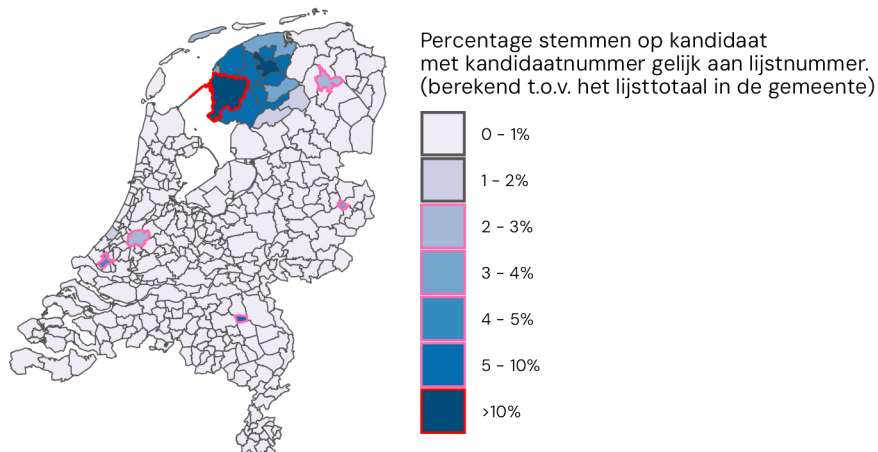 Percentage stemmen op kandidaat
met kandidaatnummer gelijk aan lijstnummer.
(berekend t.o.v. het lijsttotaal in de gemeente)
0 - 1%
1 - 2%
2 - 3%
3 - 4%
4 - 5%
5 - 10%
>10%